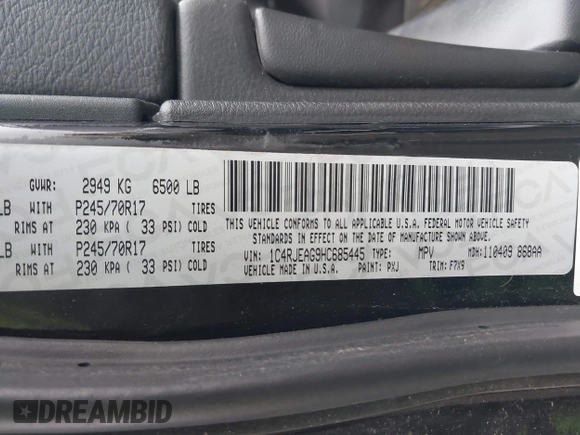 GVWR: 2949 KG 6500 LB
LB WITH P245/70R17 TIRES
RIMS AT 230 KPA ( 33 PSI) COLD
LB WITH P245/70R17 TIRES
RIMS AT 230 KPA ( 33 PSI) COLD
THIS VEHICLE CONFORMS TO ALL APPLICABLE U.S.A. FEDERAL MOTOR VEHICLE SAFETY
STANDARDS IN EFFECT ON THE DATE OF MANUFACTURE SHOWN ABOVE.
VIN: 1C4RJEAG9HC685445 TYPE: MPV MDH: 110409 868AA
MADE IN U.S.A. PAINT: PXJ TRIM: F7X9
DREAMBID